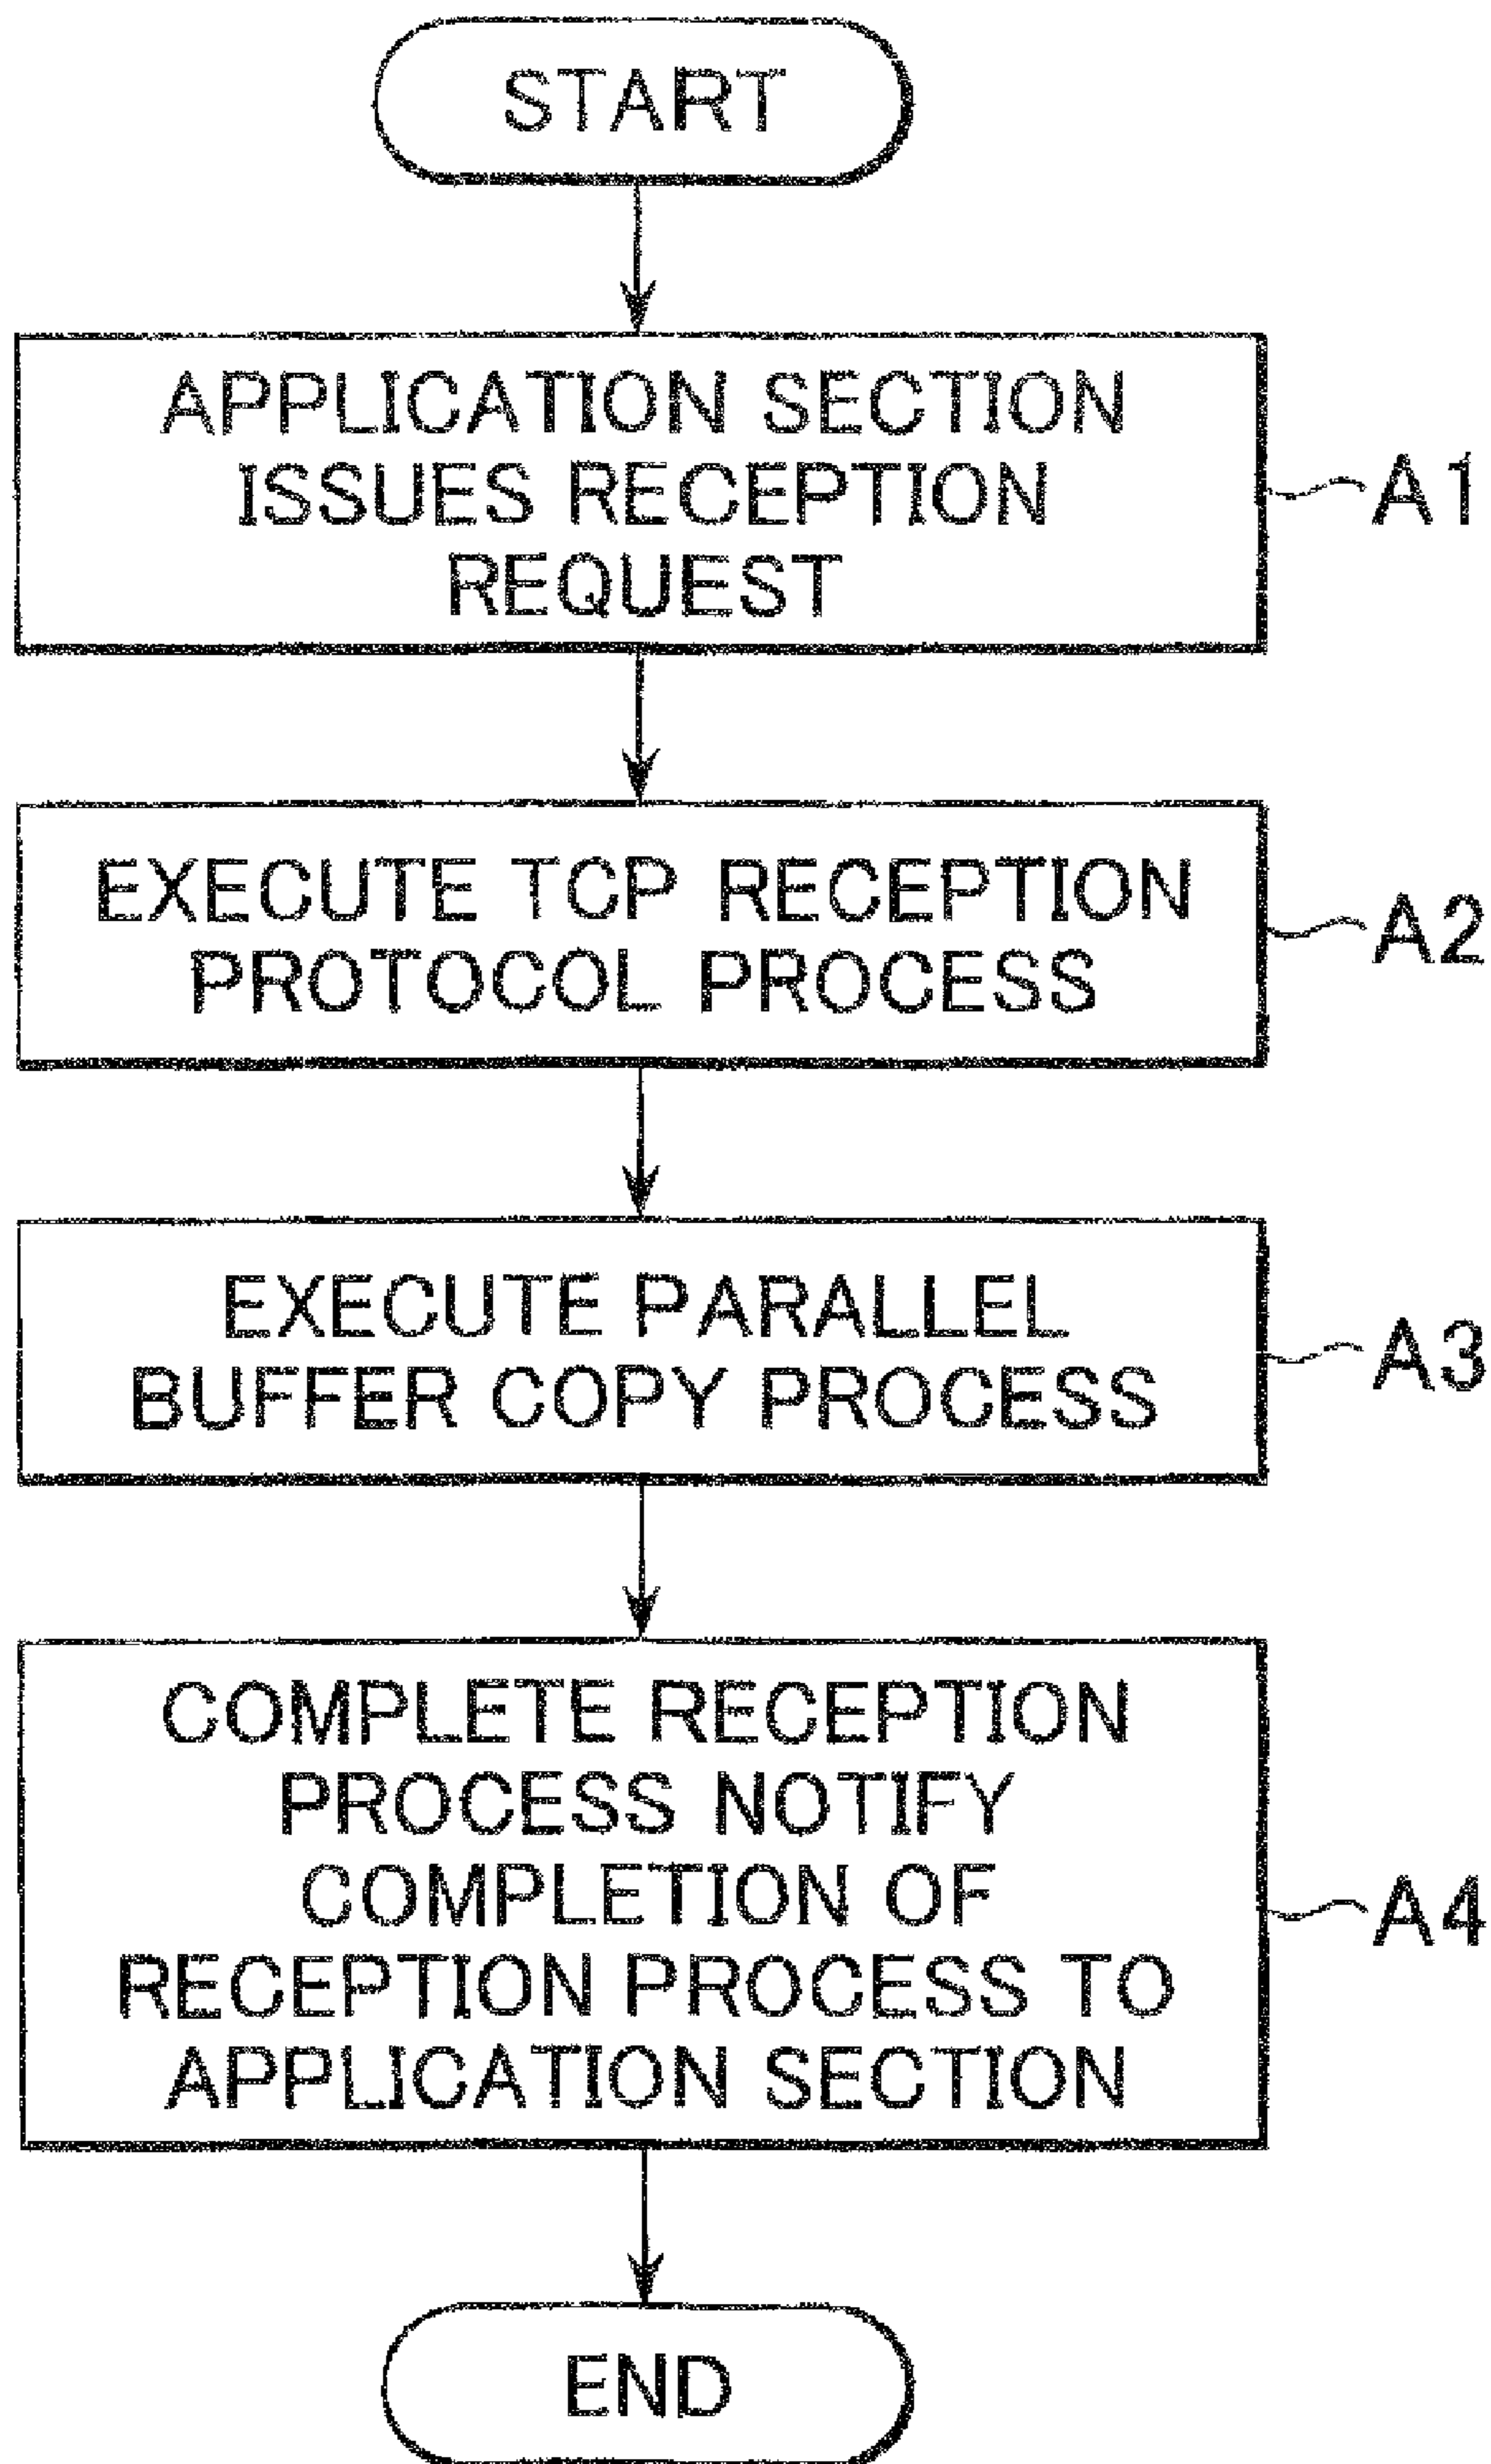 START
APPLICATION SECTION
ISSUES RECEPTION
REQUEST
A1
EXECUTE TCP RECEPTION
PROTOCOL PROCESS
A2
EXECUTE PARALLEL
BUFFER COPY PROCESS
A3
COMPLETE RECEPTION
PROCESS NOTIFY
COMPLETION OF
RECEPTION PROCESS TO
APPLICATION SECTION
A4
END